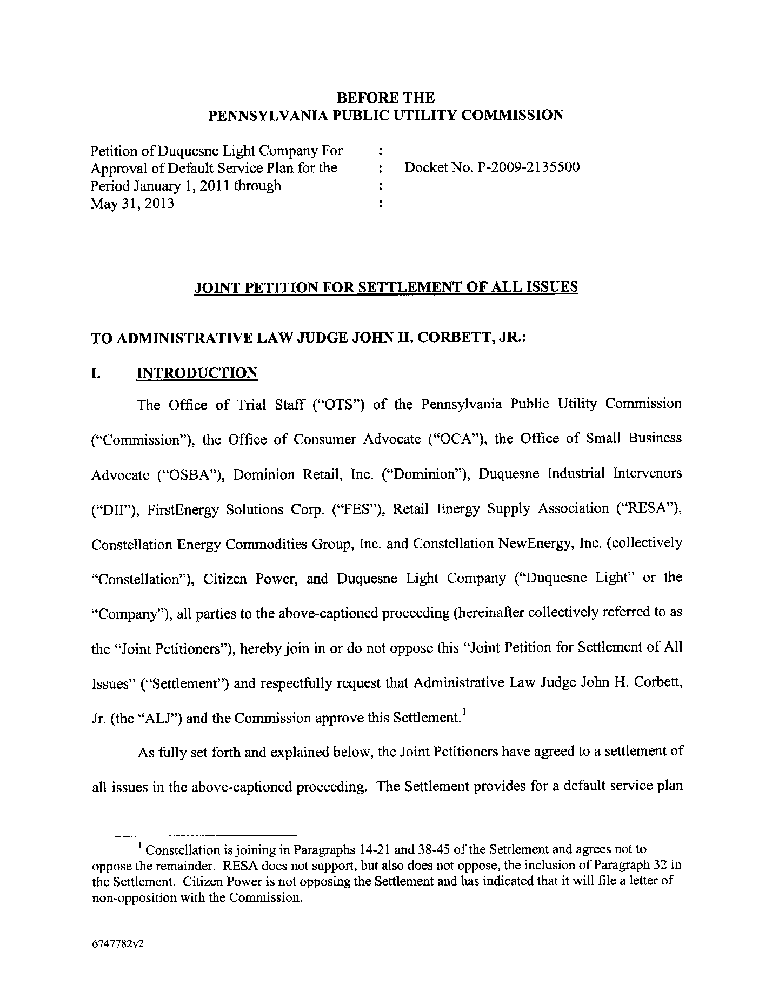 BEFORE THE
PENNSYLVANIA PUBLIC UTILITY COMMISSION
Petition of Duquesne Light Company For :
Approval of Default Service Plan for the : Docket No. P-2009-2135500
Period January 1, 2011 through :
May 31, 2013 :
JOINT PETITION FOR SETTLEMENT OF ALL ISSUES
TO ADMINISTRATIVE LAW JUDGE JOHN H. CORBETT, JR.:
I. INTRODUCTION
The Office of Trial Staff (“OTS”) of the Pennsylvania Public Utility Commission
(“Commission”), the Office of Consumer Advocate (“OCA”), the Office of Small Business
Advocate (“OSBA”), Dominion Retail, Inc. (“Dominion”), Duquesne Industrial Intervenors
(“DII”), FirstEnergy Solutions Corp. (“FES”), Retail Energy Supply Association (“RESA”),
Constellation Energy Commodities Group, Inc. and Constellation NewEnergy, Inc. (collectively
“Constellation”), Citizen Power, and Duquesne Light Company (“Duquesne Light” or the
“Company”), all parties to the above-captioned proceeding (hereinafter collectively referred to as
the “Joint Petitioners”), hereby join in or do not oppose this “Joint Petition for Settlement of All
Issues” (“Settlement”) and respectfully request that Administrative Law Judge John H. Corbett,
Jr. (the “ALJ”) and the Commission approve this Settlement.1
As fully set forth and explained below, the Joint Petitioners have agreed to a settlement of
all issues in the above-captioned proceeding. The Settlement provides for a default service plan
1 Constellation is joining in Paragraphs 14-21 and 38-45 of the Settlement and agrees not to
oppose the remainder. RESA does not support, but also does not oppose, the inclusion of Paragraph 32 in
the Settlement. Citizen Power is not opposing the Settlement and has indicated that it will file a letter of
non-opposition with the Commission.
6747782v2